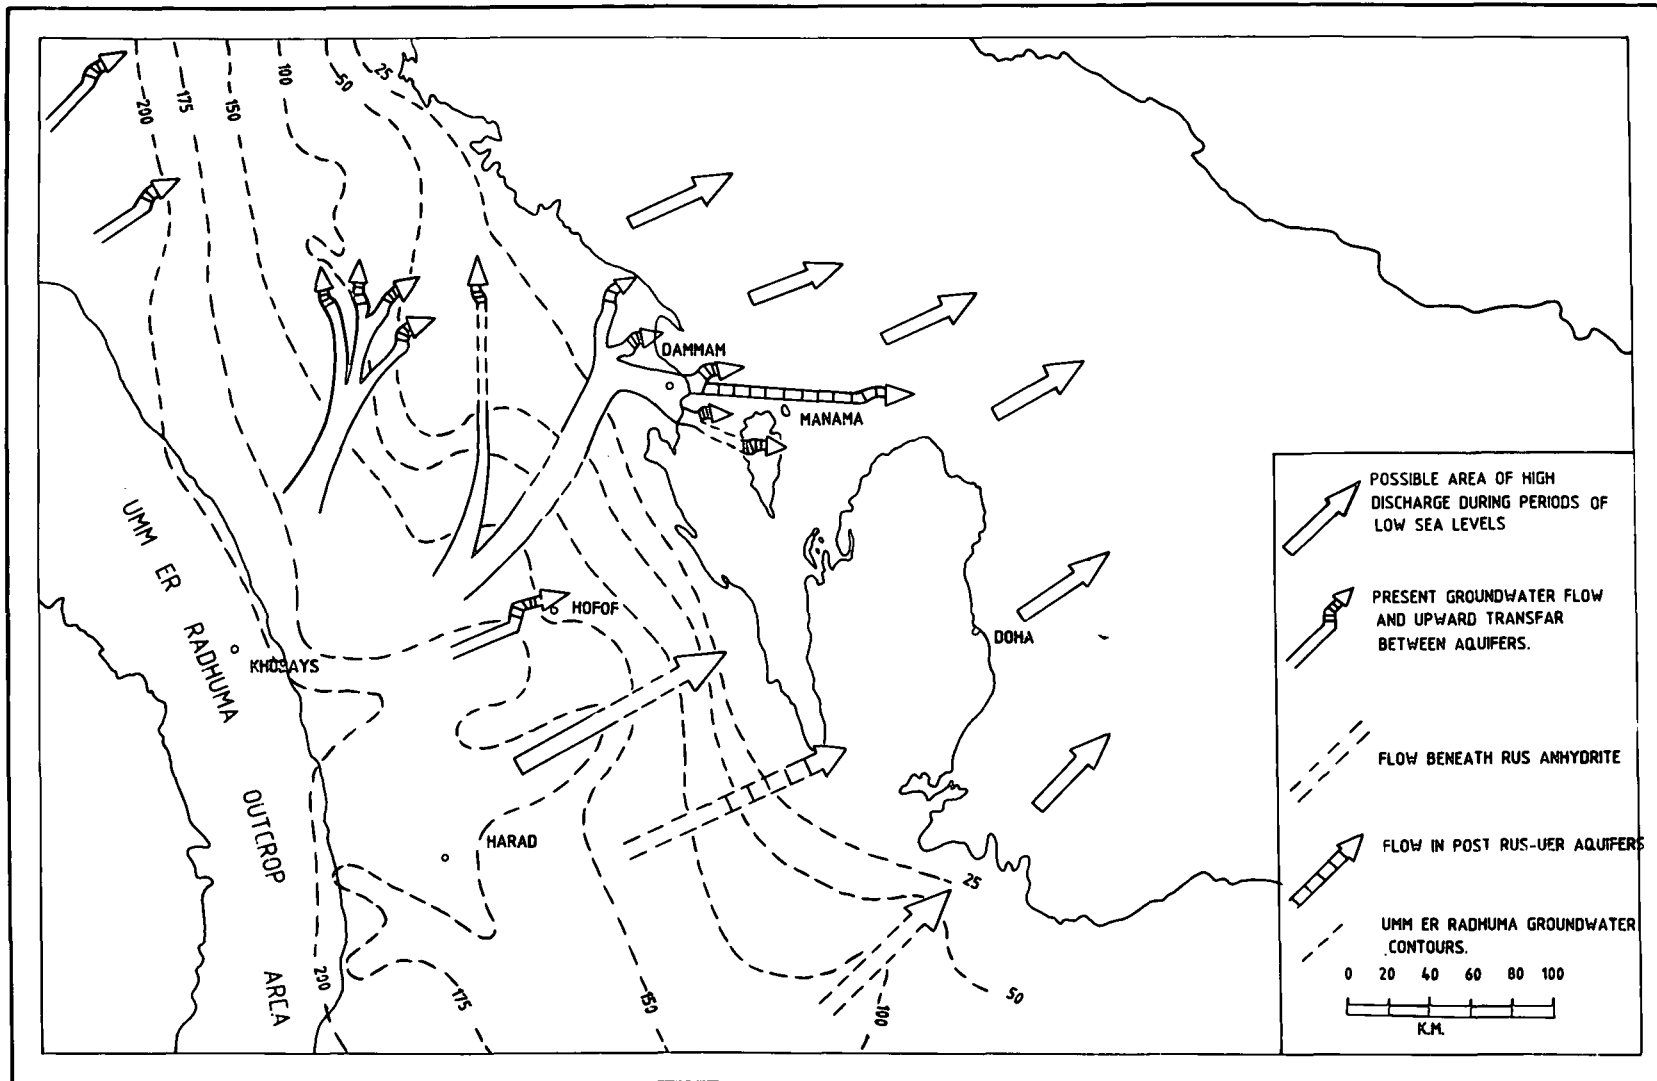 200
175
150
100
50
25
DAMMAM
MANAMA
HOFOF
DOHA
KHOSAYS
HARAD
UMM ER RADHUMA OUTCROP AREA
25
50
100
150
175
200
POSSIBLE AREA OF HIGH
DISCHARGE DURING PERIODS OF
LOW SEA LEVELS
PRESENT GROUNDWATER FLOW
AND UPWARD TRANSFAR
BETWEEN AQUIFERS.
FLOW BENEATH RUS ANHYDRITE
FLOW IN POST RUS-UER AQUIFERS
UMM ER RADHUMA GROUNDWATER
CONTOURS.
0 20 40 60 80 100
K.M.